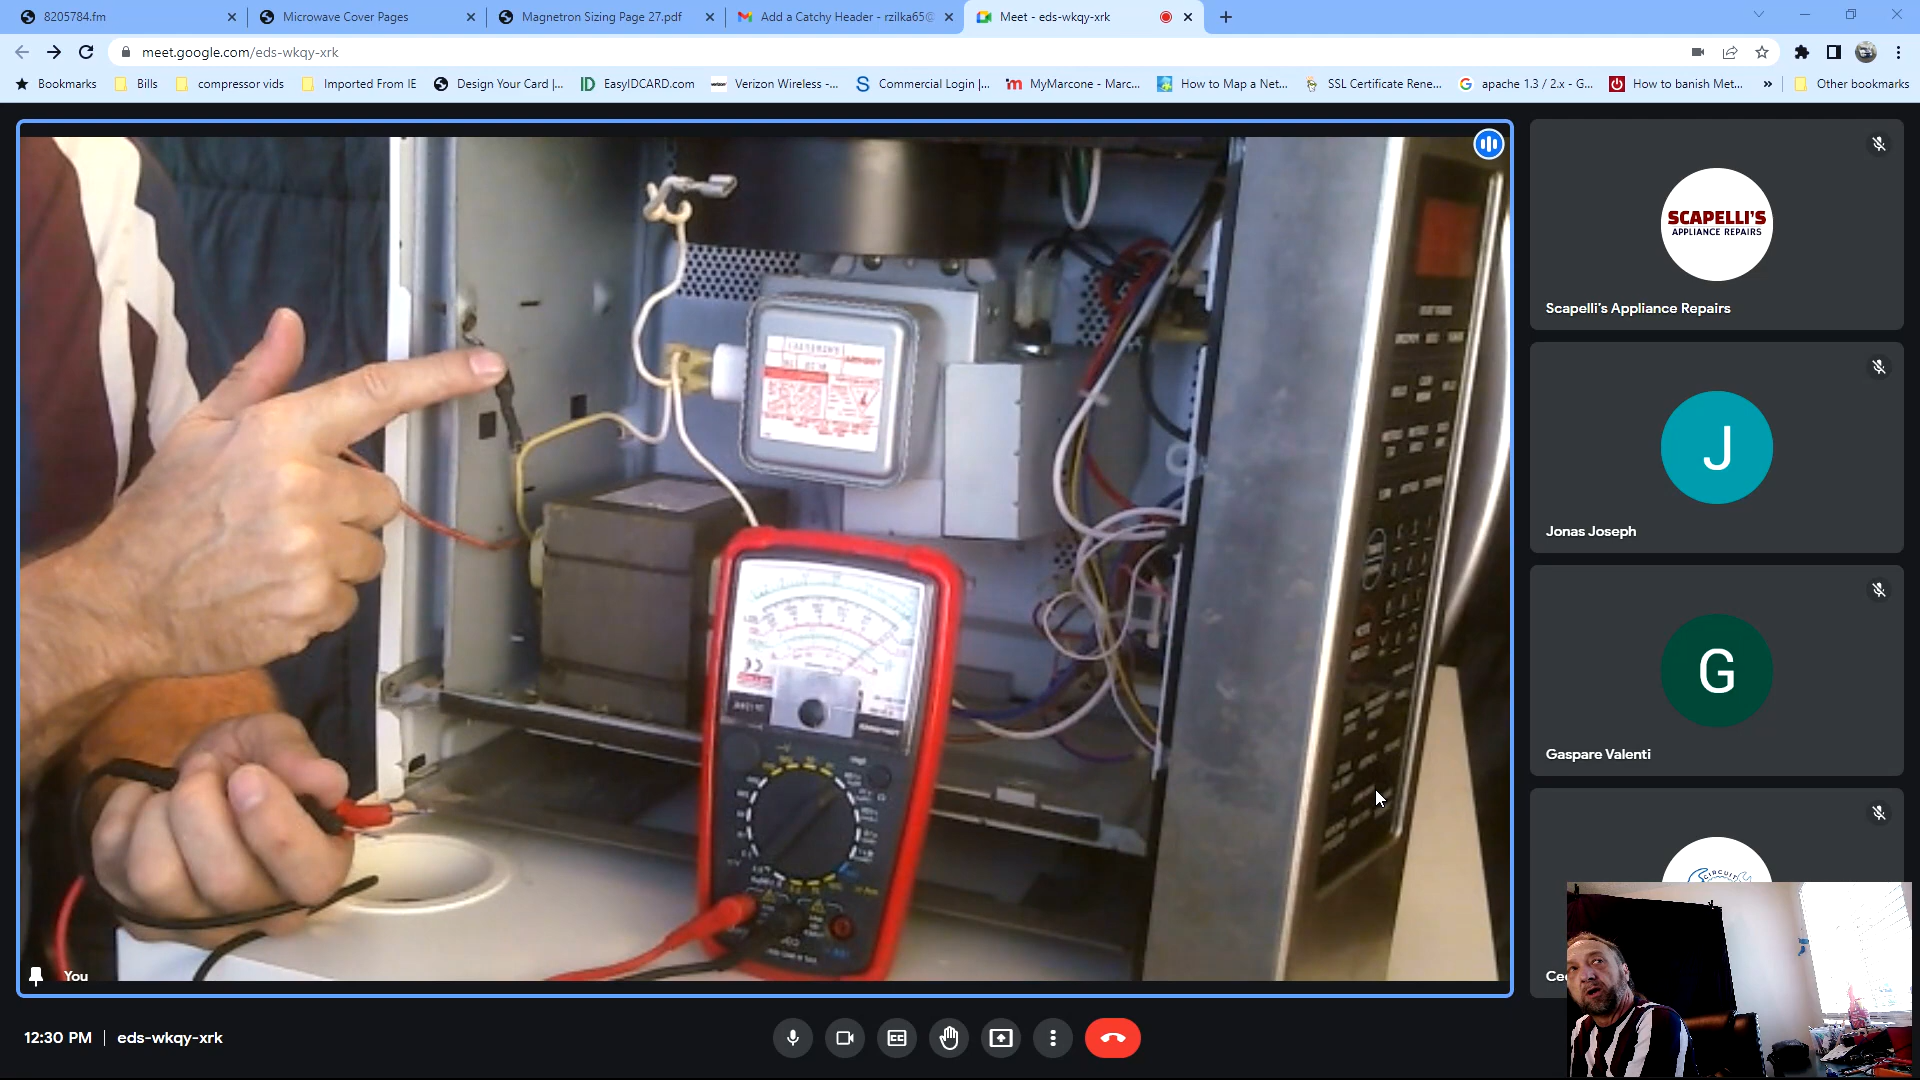 8205784.fm
Microwave Cover Pages
Magnetron Sizing Page 27.pdf
Add a Catchy Header - rzilka65@
Meet - eds-wkqy-xrk
meet.google.com/eds-wkqy-xrk
Bookmarks
Bills
compressor vids
Imported From IE
Design Your Card |...
EasyIDCARD.com
Verizon Wireless -...
Commercial Login |...
MyMarcone - Marc...
How to Map a Net...
SSL Certificate Rene...
apache 1.3 / 2.x - G...
How to banish Met...
Other bookmarks
SCAPELLI'S
APPLIANCE REPAIRS
Scapelli's Appliance Repairs
J
Jonas Joseph
G
Gaspare Valenti
CIRCUIT
You
12:30 PM
eds-wkqy-xrk